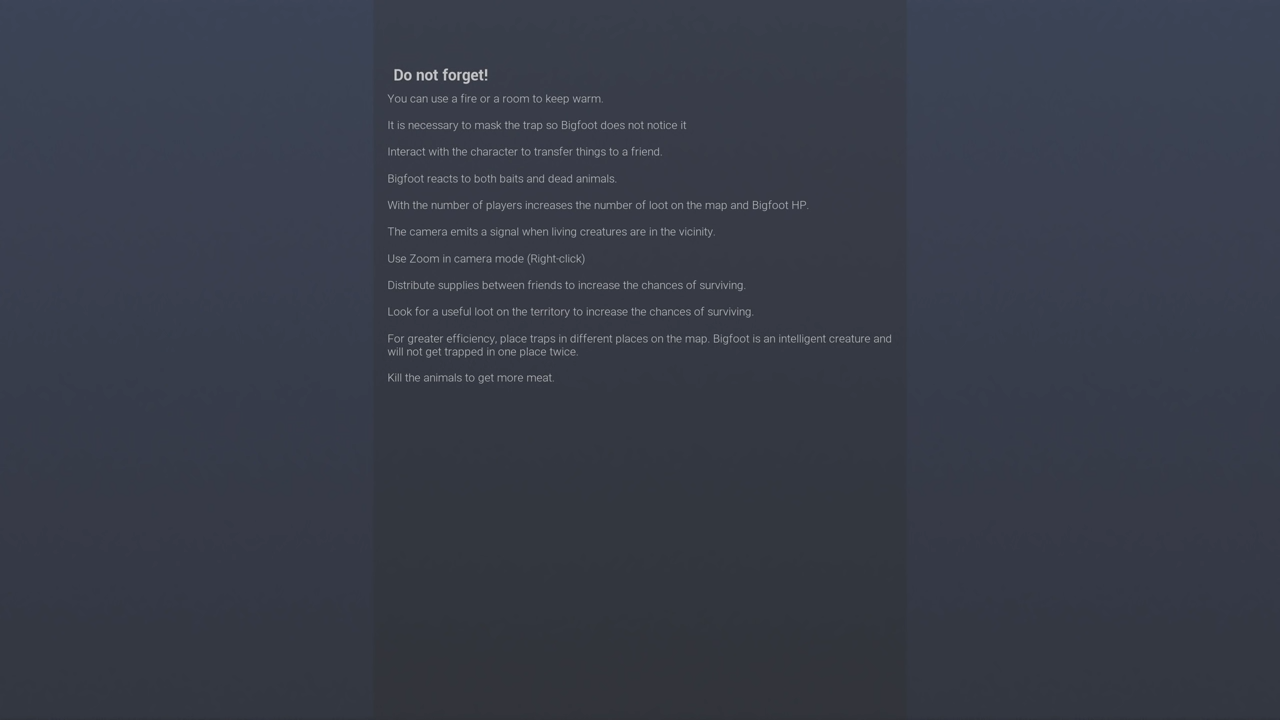 Do not forget!
You can use a fire or a room to keep warm.
It is necessary to mask the trap so Bigfoot does not notice it
Interact with the character to transfer things to a friend.
Bigfoot reacts to both baits and dead animals.
With the number of players increases the number of loot on the map and Bigfoot HP.
The camera emits a signal when living creatures are in the vicinity.
Use Zoom in camera mode (Right-click)
Distribute supplies between friends to increase the chances of surviving.
Look for a useful loot on the territory to increase the chances of surviving.
For greater efficiency, place traps in different places on the map. Bigfoot is an intelligent creature and
will not get trapped in one place twice.
Kill the animals to get more meat.